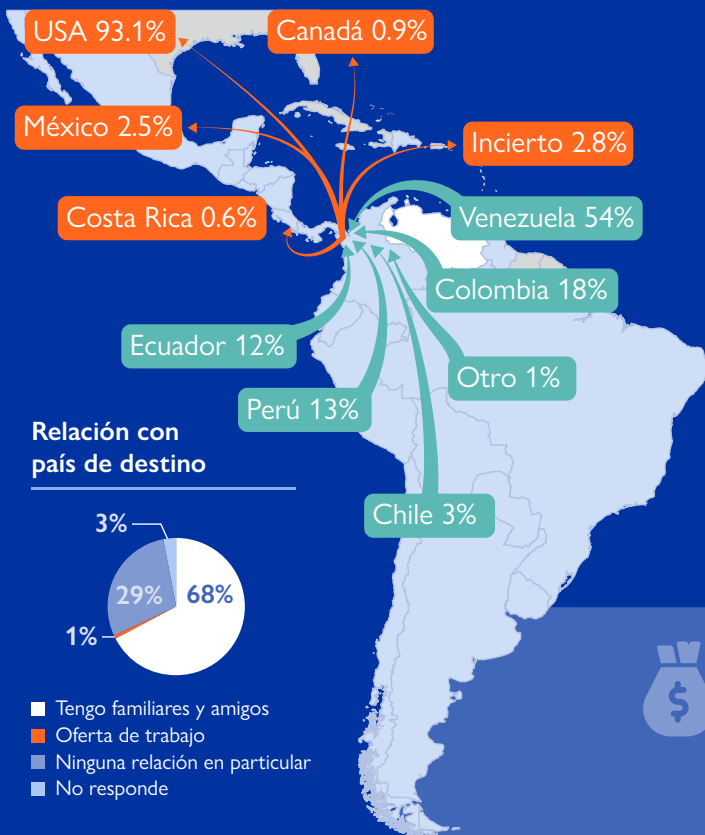 USA 93.1%
Canadá 0.9%
México 2.5%
Incierto 2.8%
Costa Rica 0.6%
Venezuela 54%
Colombia 18%
Ecuador 12%
Otro 1%
Perú 13%
Chile 3%
Relación con
país de destino
3%
29%
68%
1%
Tengo familiares y amigos
Oferta de trabajo
Ninguna relación en particular
No responde
$